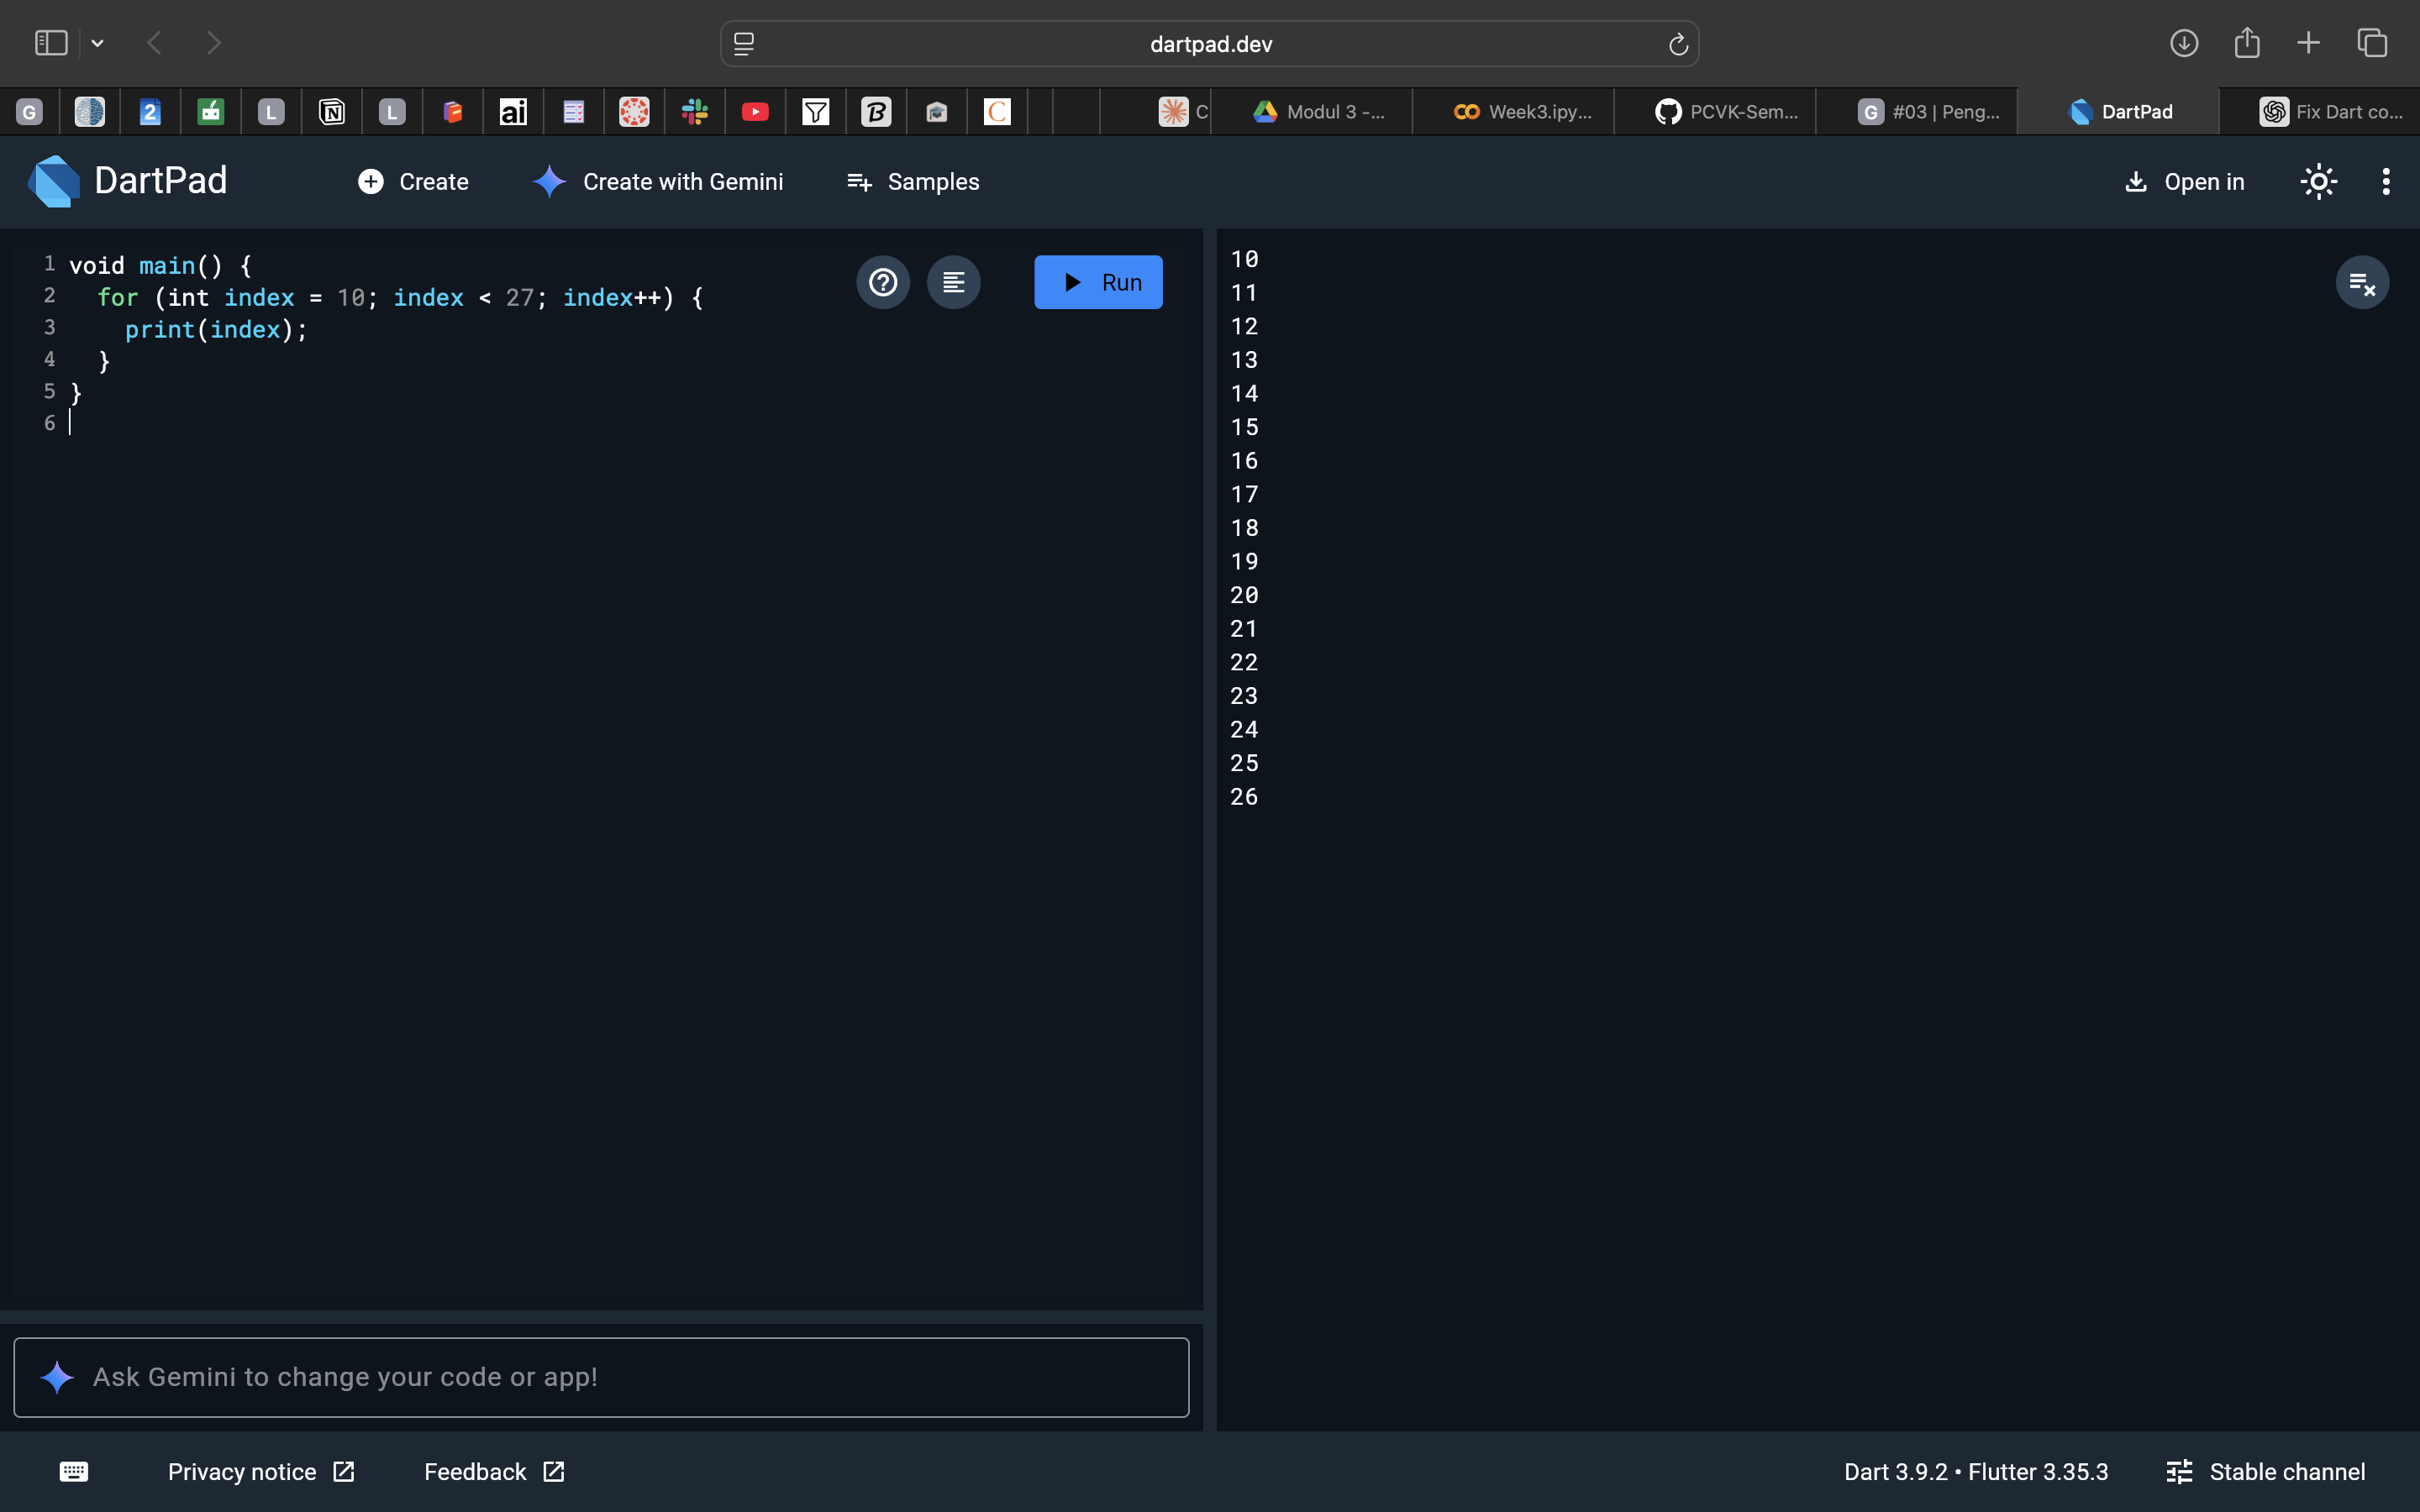 dartpad.dev
G
2
L
L
ai
B
C
C
Modul 3 -...
Week3.ipy...
PCVK-Sem...
G
#03 | Peng...
DartPad
Fix Dart co...
DartPad
Create
Create with Gemini
Samples
Open in
1 void main() {
2   for (int index = 10; index < 27; index++) {
3     print(index);
4   }
5 }
6
Run
10
11
12
13
14
15
16
17
18
19
20
21
22
23
24
25
26
Ask Gemini to change your code or app!
Privacy notice
Feedback
Dart 3.9.2 • Flutter 3.35.3
Stable channel